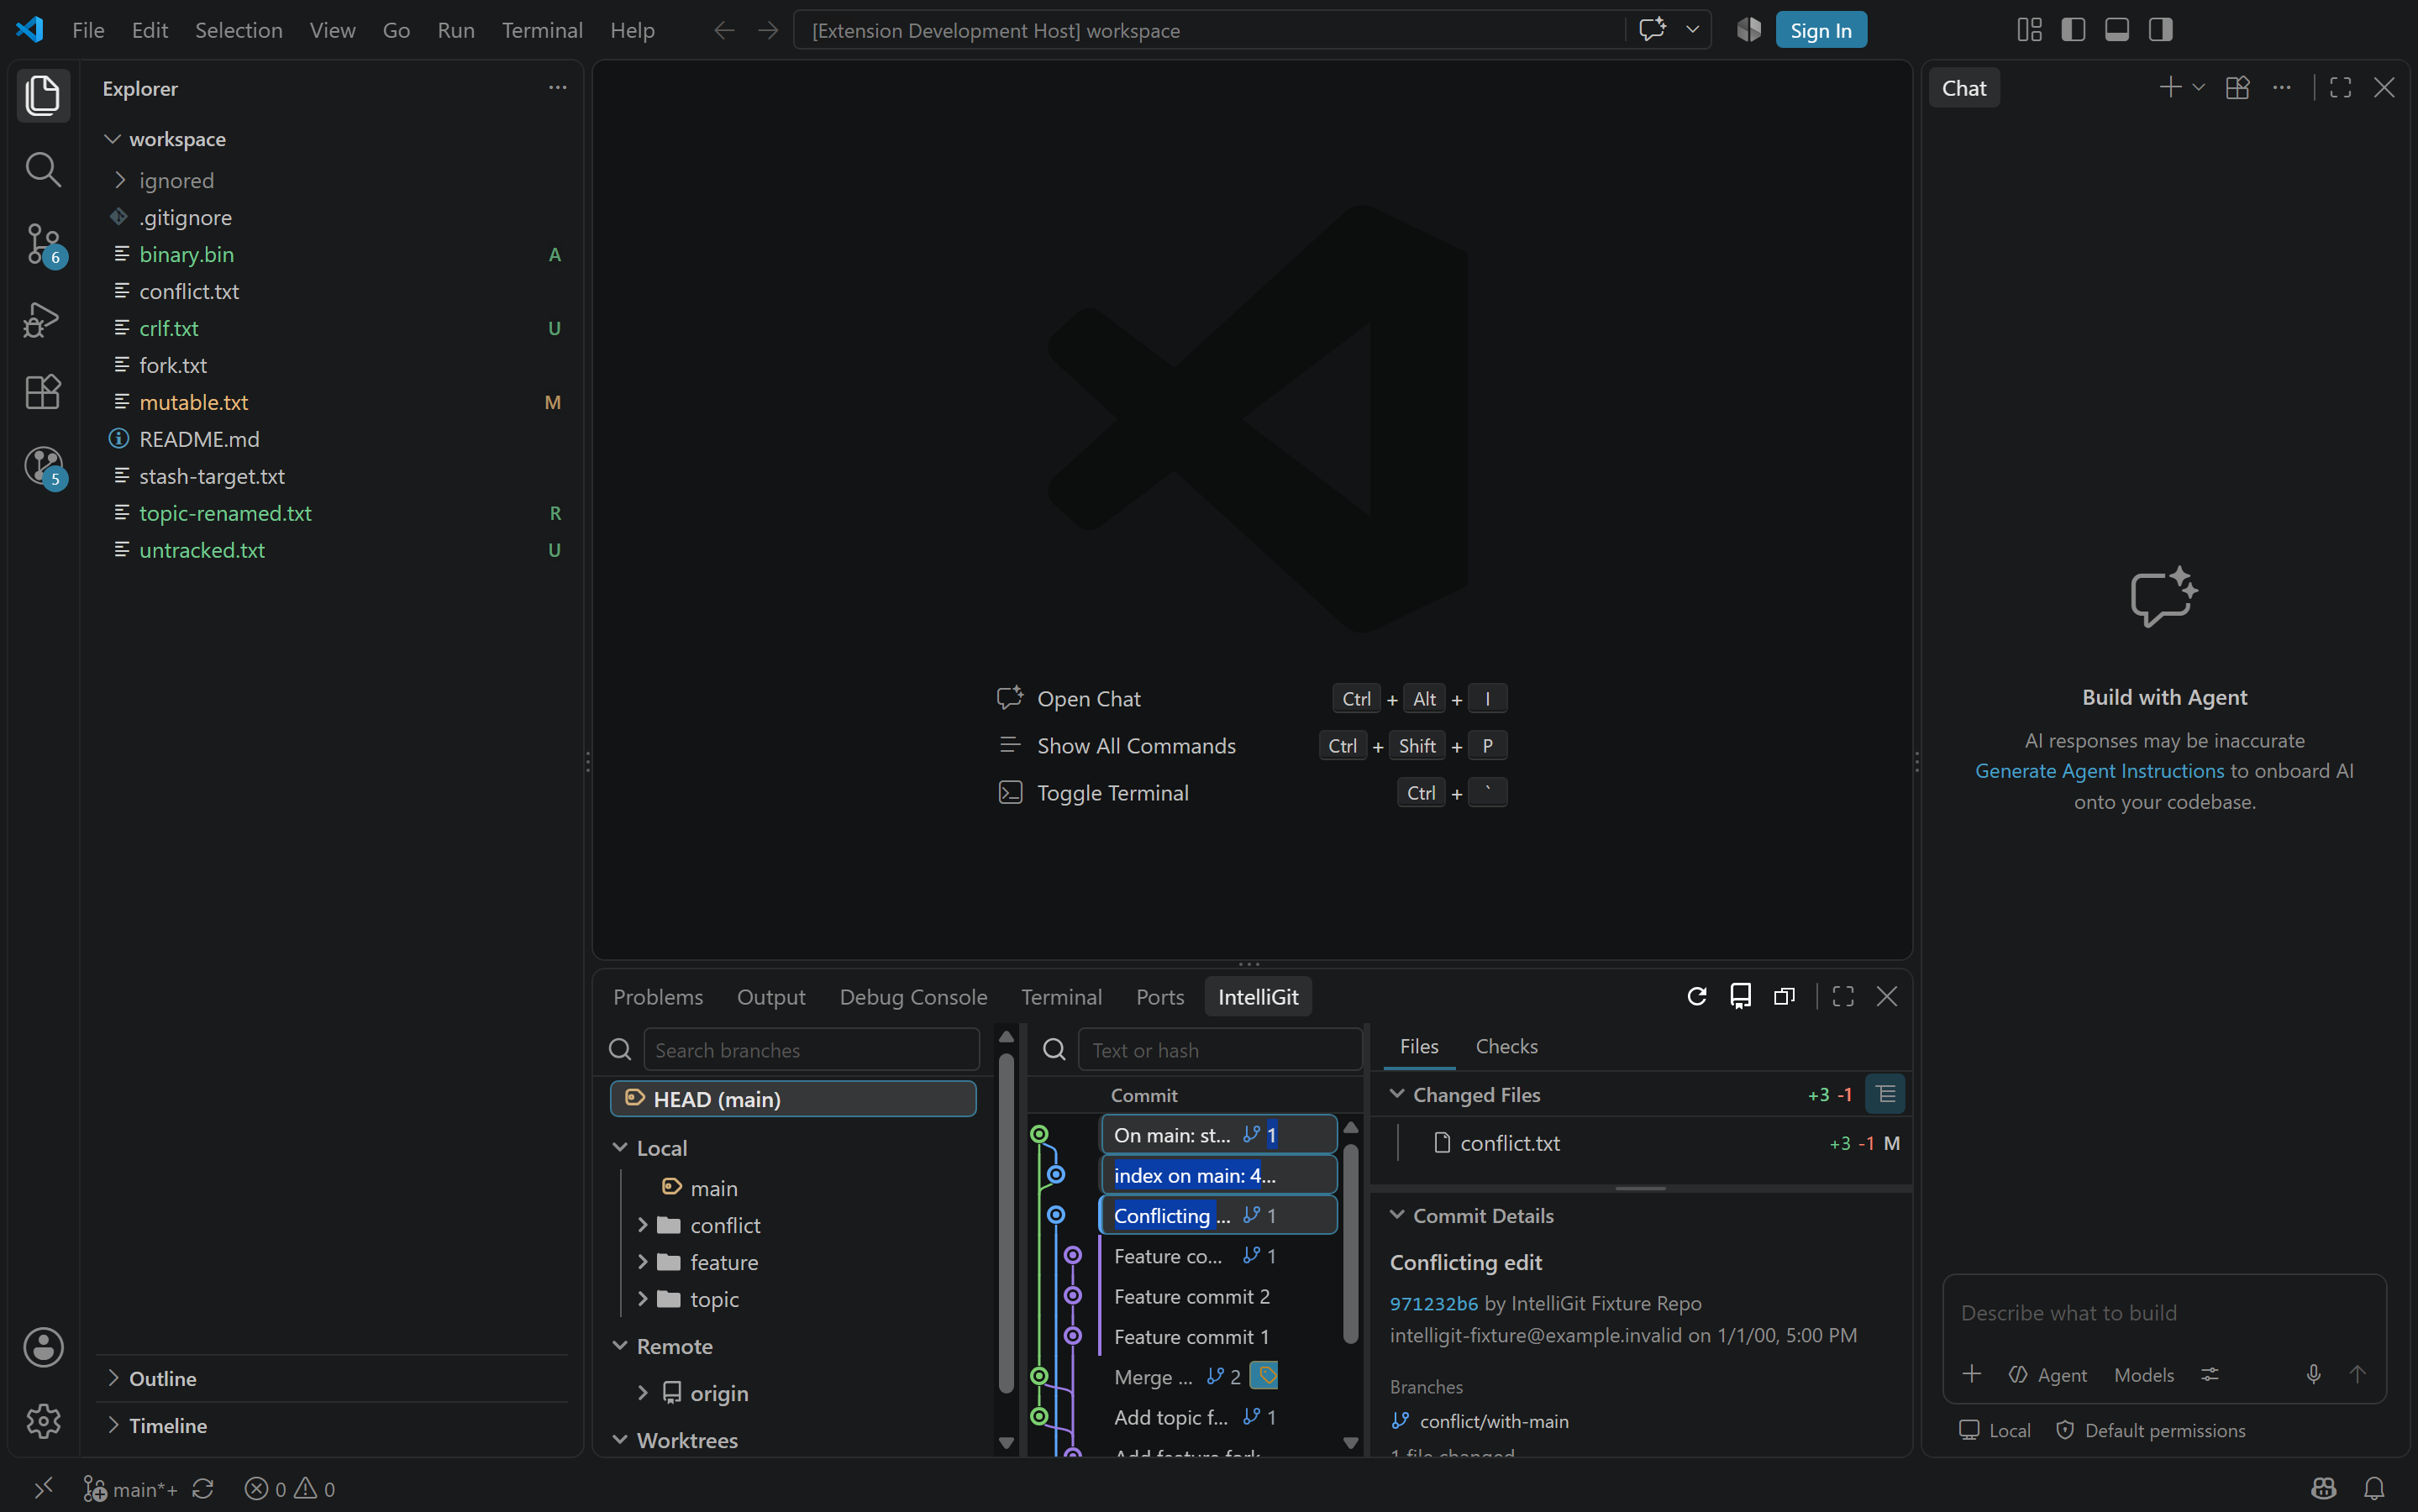 File Edit Selection View Go Run Terminal Help
[Extension Development Host] workspace
Sign In
Explorer
workspace
ignored
.gitignore
binary.bin A
conflict.txt
crlf.txt U
fork.txt
mutable.txt M
README.md
stash-target.txt
topic-renamed.txt R
untracked.txt U
6
5
Outline
Timeline
Open Chat Ctrl + Alt + I
Show All Commands Ctrl + Shift + P
Toggle Terminal Ctrl + `
Problems Output Debug Console Terminal Ports IntelliGit
Search branches
HEAD (main)
Local
main
conflict
feature
topic
Remote
origin
Worktrees
Text or hash
Commit
On main: st... 1
index on main: 4...
Conflicting ... 1
Feature co... 1
Feature commit 2
Feature commit 1
Merge ... 2
Add topic f... 1
Add feature fork
Files Checks
Changed Files +3 -1
conflict.txt +3 -1 M
Commit Details
Conflicting edit
971232b6 by IntelliGit Fixture Repo
intelligit-fixture@example.invalid on 1/1/00, 5:00 PM
Branches
conflict/with-main
1 file changed
Chat
Build with Agent
AI responses may be inaccurate
Generate Agent Instructions to onboard AI
onto your codebase.
Describe what to build
Agent Models
Local Default permissions
main*+ 0 0